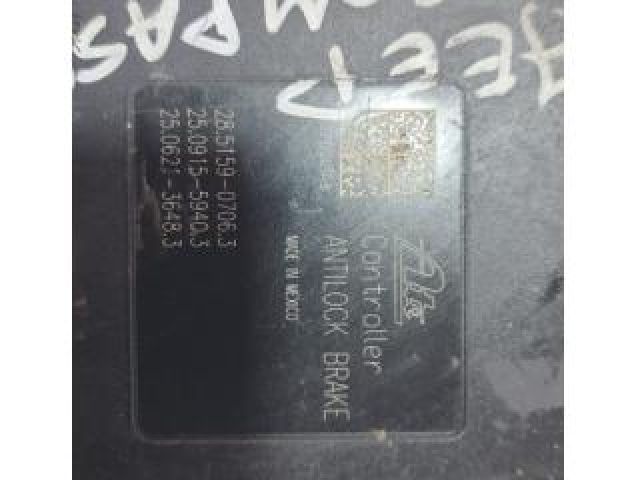 JEEP
COMPASS
Ate
Controller
ANTILOCK BRAKE
MADE IN MEXICO
28.5159-0706.3
25.0915-5940.3
25.0621-3648.3